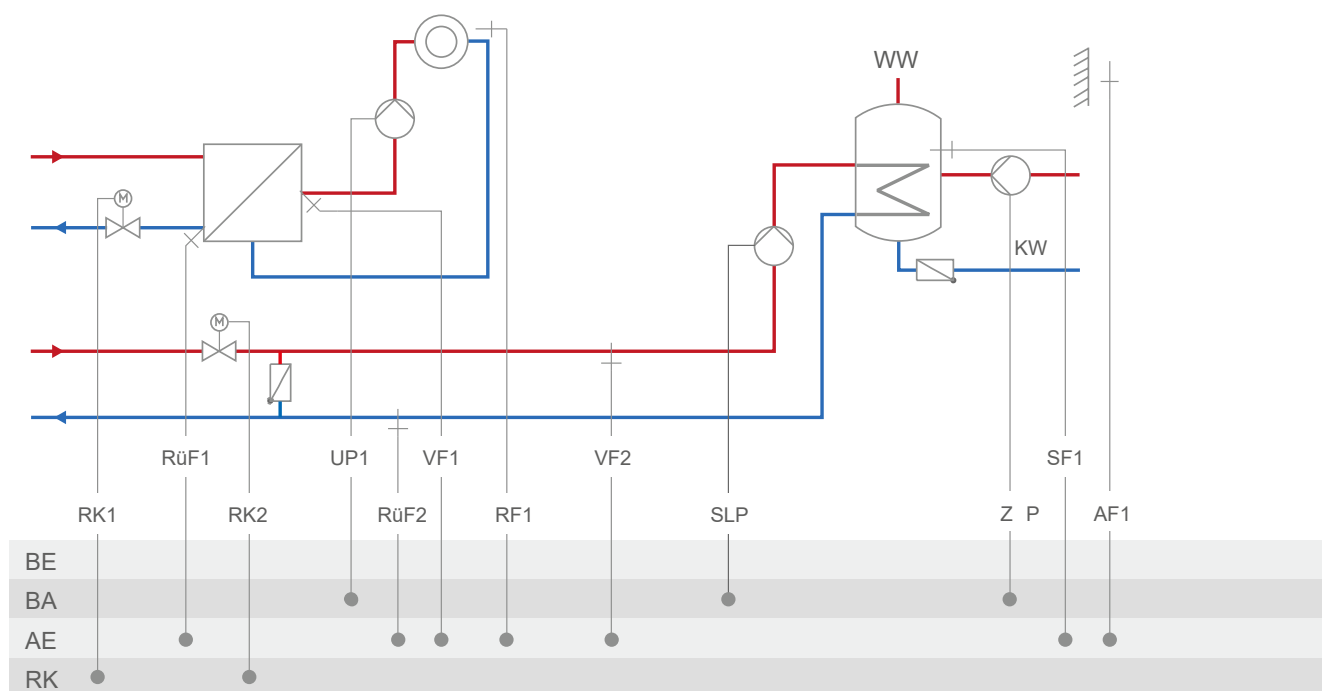 WW
M
KW
M
RüF1 UP1 VF1 VF2 SF1
RK1 RK2 RüF2 RF1 SLP Z P AF1
BE
BA
AE
RK